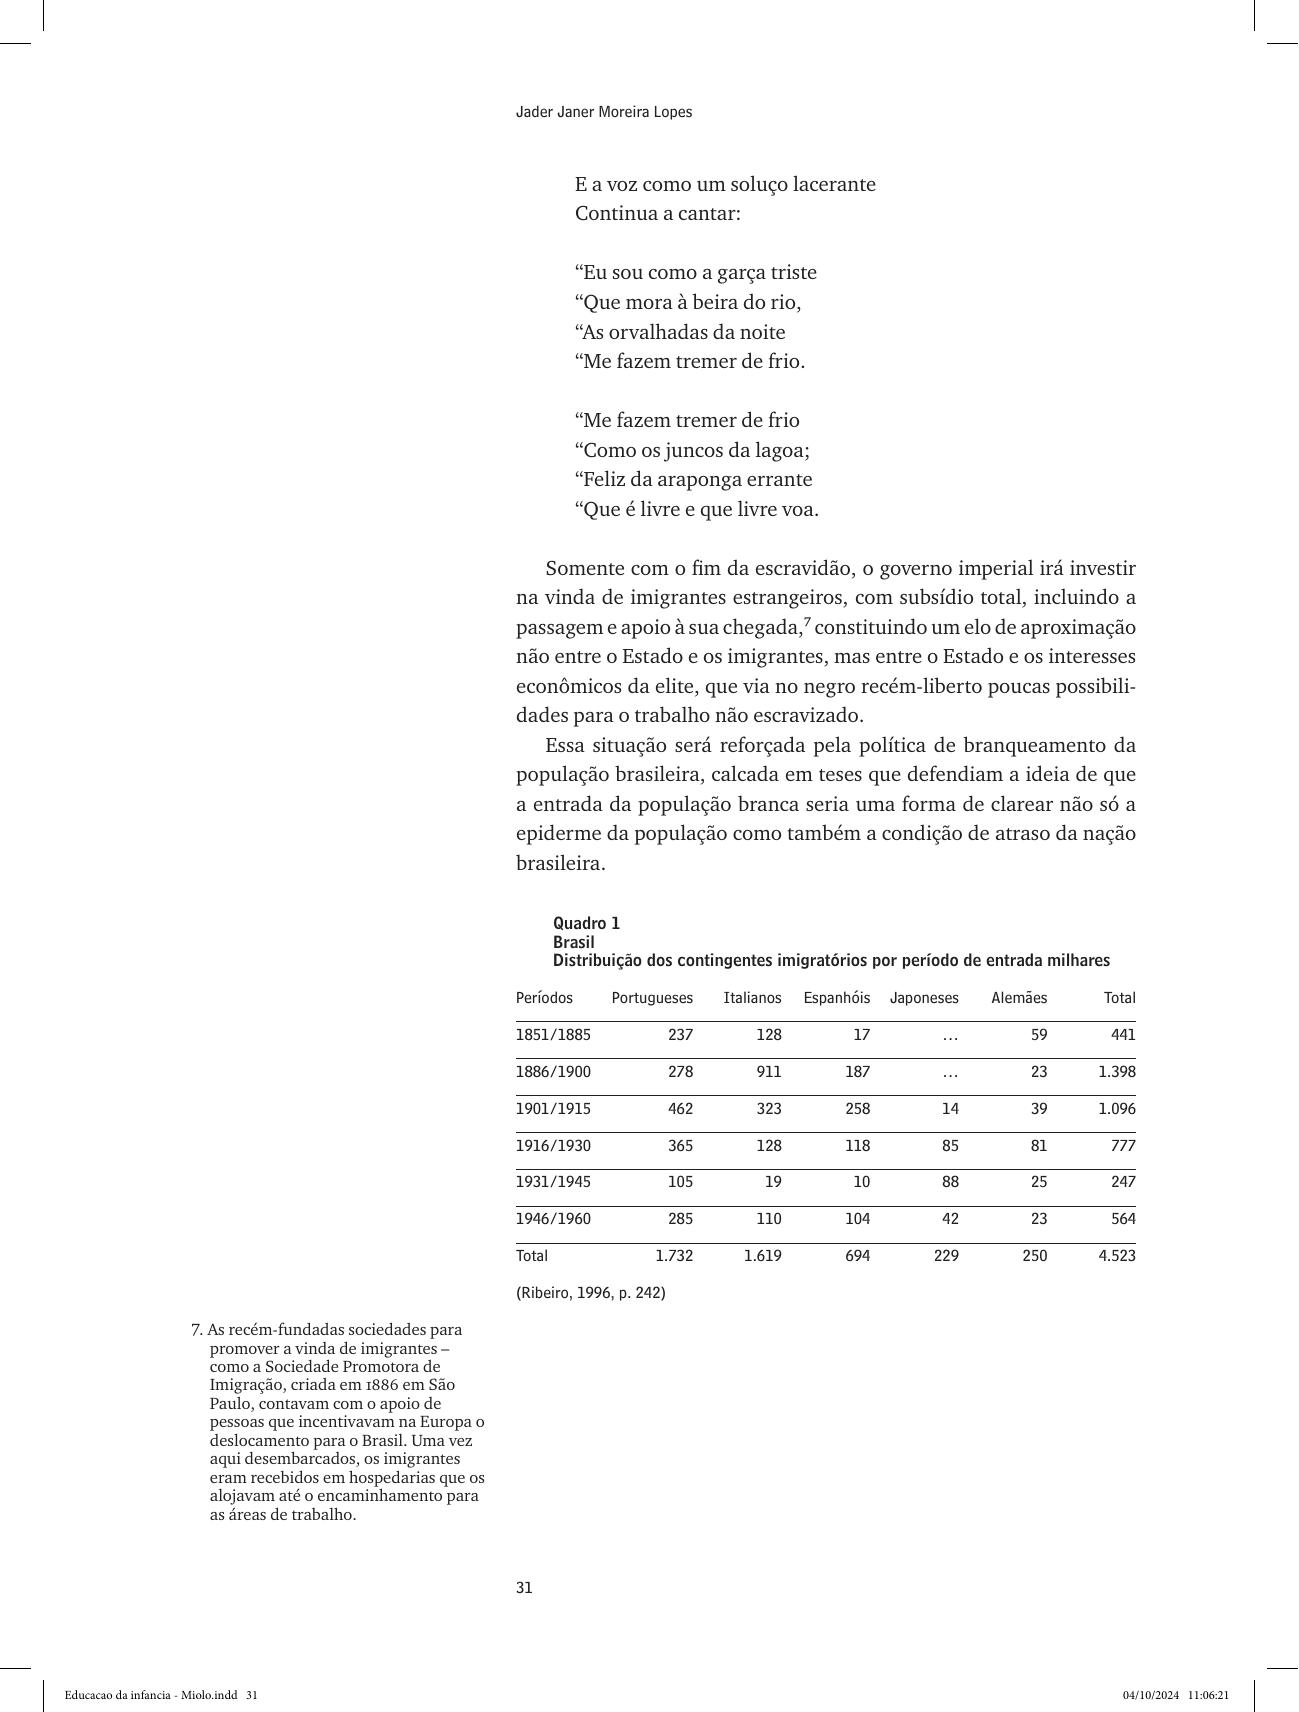 Jader Janer Moreira Lopes
E a voz como um soluço lacerante
Continua a cantar:
“Eu sou como a garça triste
“Que mora à beira do rio,
“As orvalhadas da noite
“Me fazem tremer de frio.
“Me fazem tremer de frio
“Como os juncos da lagoa;
“Feliz da araponga errante
“Que é livre e que livre voa.
Somente com o fim da escravidão, o governo imperial irá investir
na vinda de imigrantes estrangeiros, com subsídio total, incluindo a
passagem e apoio à sua chegada,⁷ constituindo um elo de aproximação
não entre o Estado e os imigrantes, mas entre o Estado e os interesses
econômicos da elite, que via no negro recém-liberto poucas possibili-
dades para o trabalho não escravizado.
Essa situação será reforçada pela política de branqueamento da
população brasileira, calcada em teses que defendiam a ideia de que
a entrada da população branca seria uma forma de clarear não só a
epiderme da população como também a condição de atraso da nação
brasileira.
Quadro 1
Brasil
Distribuição dos contingentes imigratórios por período de entrada milhares
Períodos Portugueses Italianos Espanhóis Japoneses Alemães Total
1851/1885 237 128 17 … 59 441
1886/1900 278 911 187 … 23 1.398
1901/1915 462 323 258 14 39 1.096
1916/1930 365 128 118 85 81 777
1931/1945 105 19 10 88 25 247
1946/1960 285 110 104 42 23 564
Total 1.732 1.619 694 229 250 4.523
(Ribeiro, 1996, p. 242)
7. As recém-fundadas sociedades para
promover a vinda de imigrantes –
como a Sociedade Promotora de
Imigração, criada em 1886 em São
Paulo, contavam com o apoio de
pessoas que incentivavam na Europa o
deslocamento para o Brasil. Uma vez
aqui desembarcados, os imigrantes
eram recebidos em hospedarias que os
alojavam até o encaminhamento para
as áreas de trabalho.
31
Educacao da infancia - Miolo.indd 31 04/10/2024 11:06:21